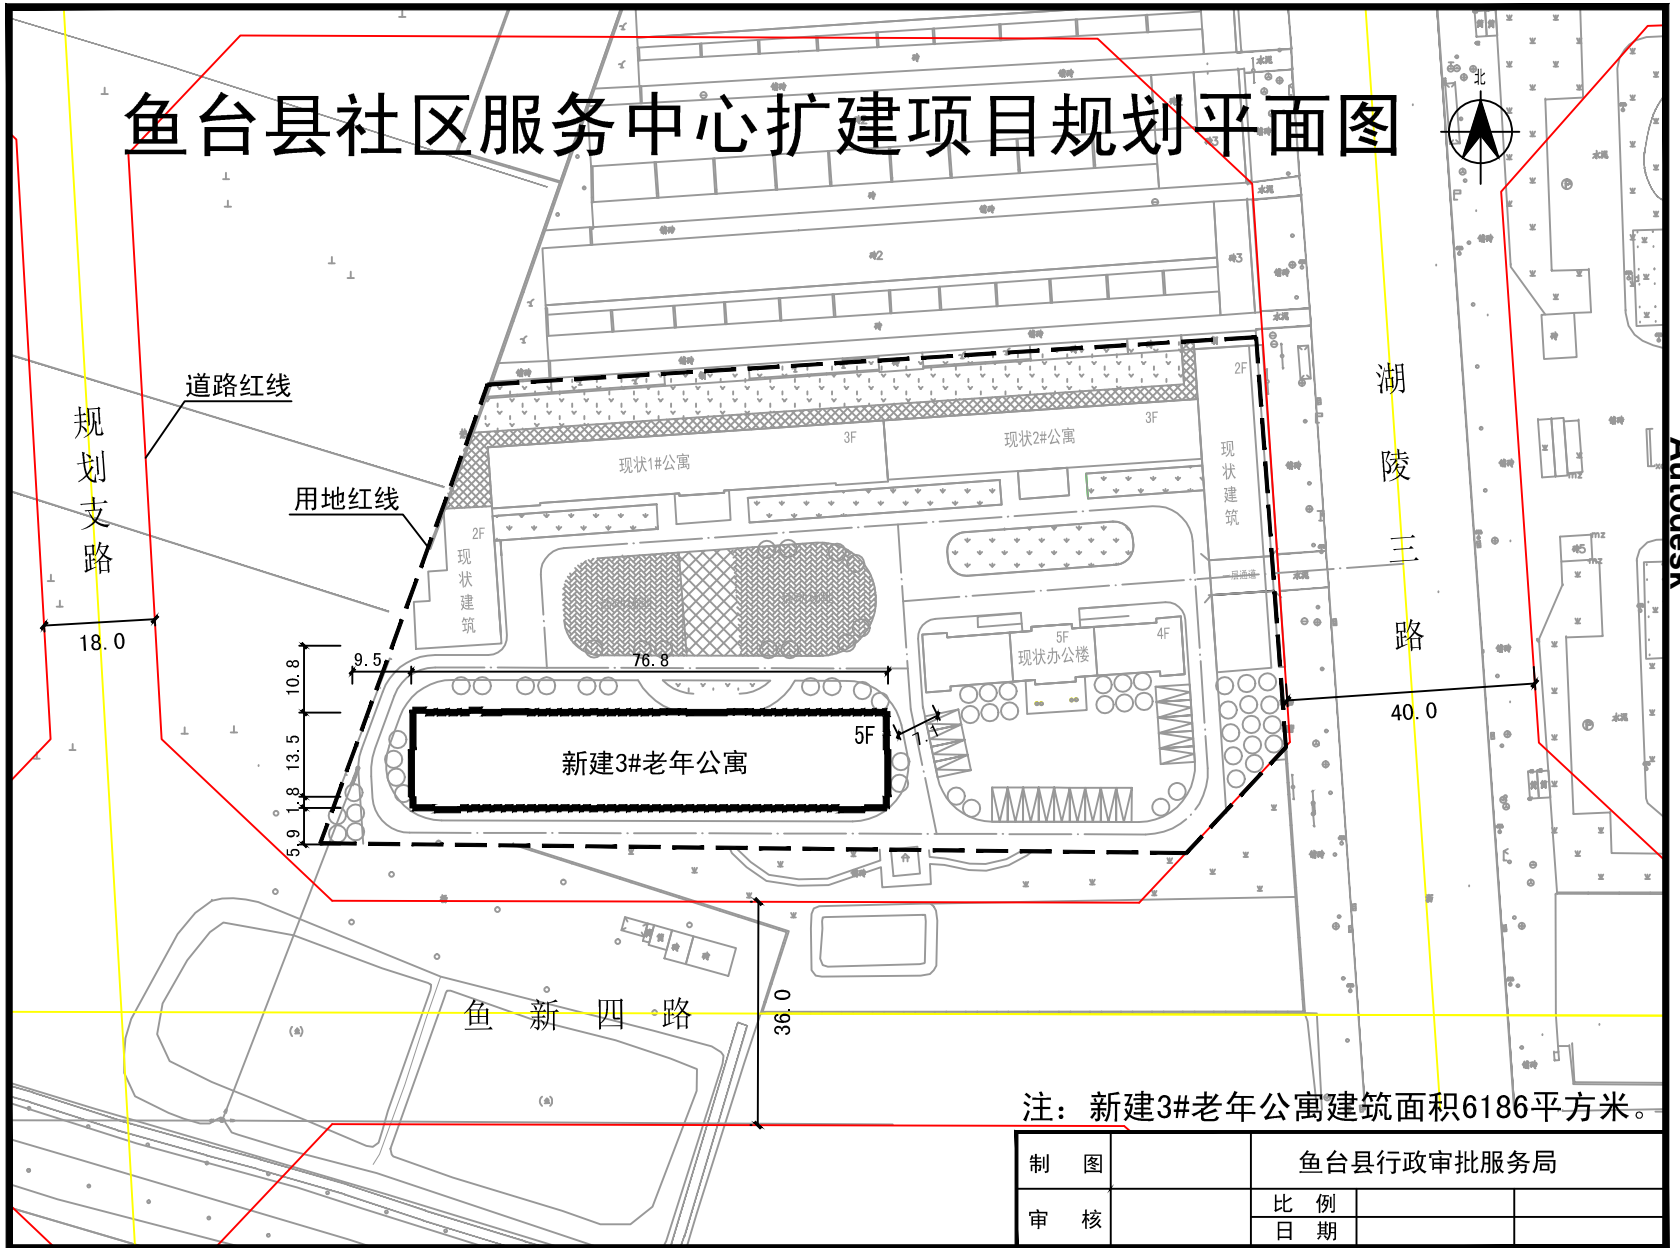 鱼台县社区服务中心扩建项目规划平面图
北
道路红线
用地红线
规划支路
湖陵三路
鱼新四路
现状1#公寓
3F
现状2#公寓
3F
2F
现状建筑
2F
现状建筑
5F
4F
现状办公楼
新建3#老年公寓
5F
18.0
9.5
76.8
10.8
13.5
1.8
5.9
7.1
40.0
36.0
Autodesk
注：新建3#老年公寓建筑面积6186平方米。
制 图
鱼台县行政审批服务局
审 核
比 例
日 期